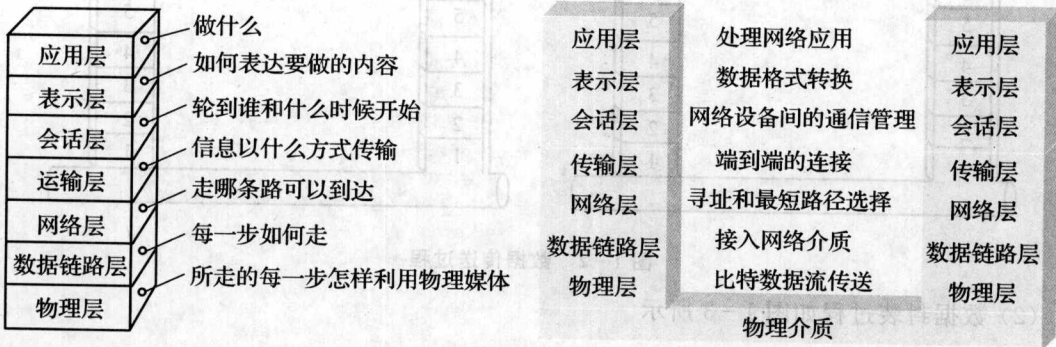 应用层
表示层
会话层
运输层
网络层
数据链路层
物理层
做什么
如何表达要做的内容
轮到谁和什么时候开始
信息以什么方式传输
走哪条路可以到达
每一步如何走
所走的每一步怎样利用物理媒体
应用层
表示层
会话层
传输层
网络层
数据链路层
物理层
处理网络应用
数据格式转换
网络设备间的通信管理
端到端的连接
寻址和最短路径选择
接入网络介质
比特数据流传送
物理介质
应用层
表示层
会话层
传输层
网络层
数据链路层
物理层